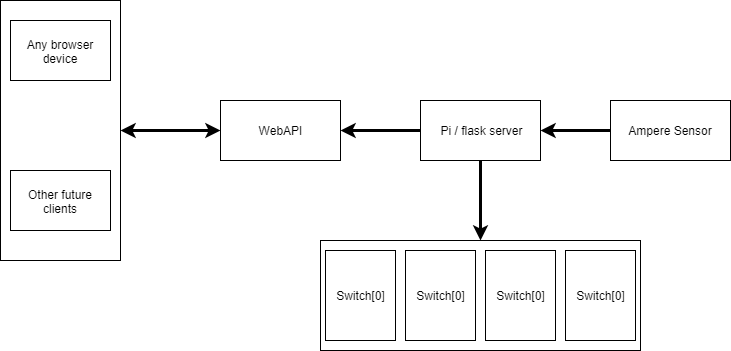 Any browser
device
Other future
clients
WebAPI
Pi / flask server
Ampere Sensor
Switch[0]
Switch[0]
Switch[0]
Switch[0]